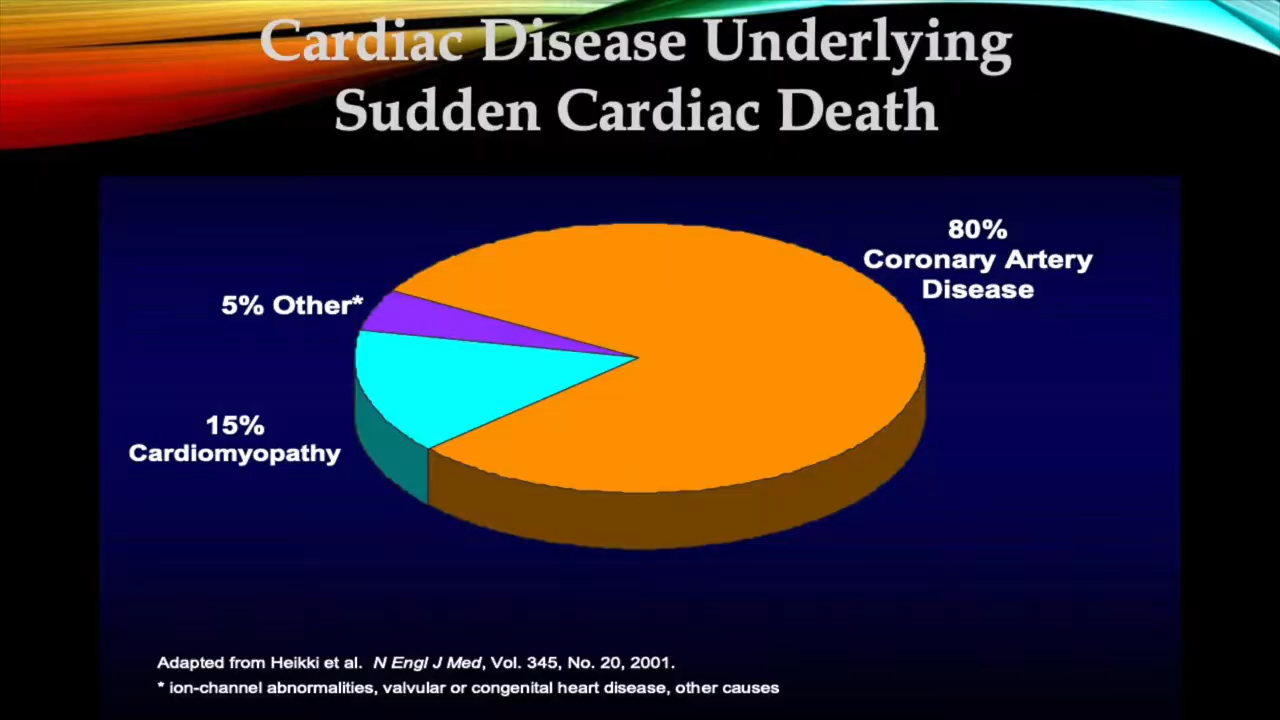 Cardiac Disease Underlying
Sudden Cardiac Death
80%
Coronary Artery
Disease
5% Other*
15%
Cardiomyopathy
Adapted from Heikki et al. N Engl J Med, Vol. 345, No. 20, 2001.
* ion-channel abnormalities, valvular or congenital heart disease, other causes